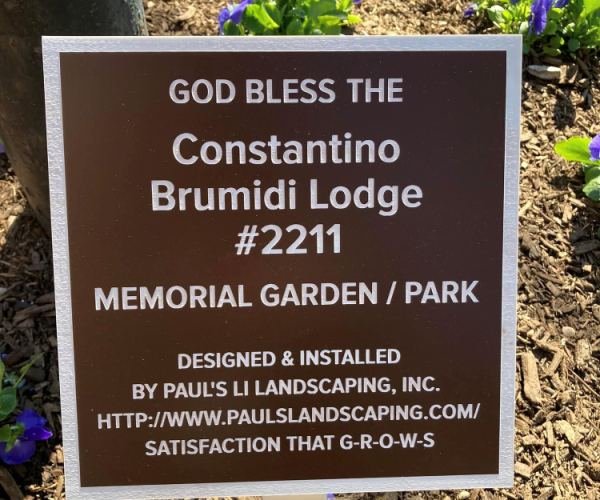 GOD BLESS THE
Constantino
Brumidi Lodge
#2211
MEMORIAL GARDEN / PARK
DESIGNED & INSTALLED
BY PAUL'S LI LANDSCAPING, INC.
HTTP://WWW.PAULSLANDSCAPING.COM/
SATISFACTION THAT G-R-O-W-S